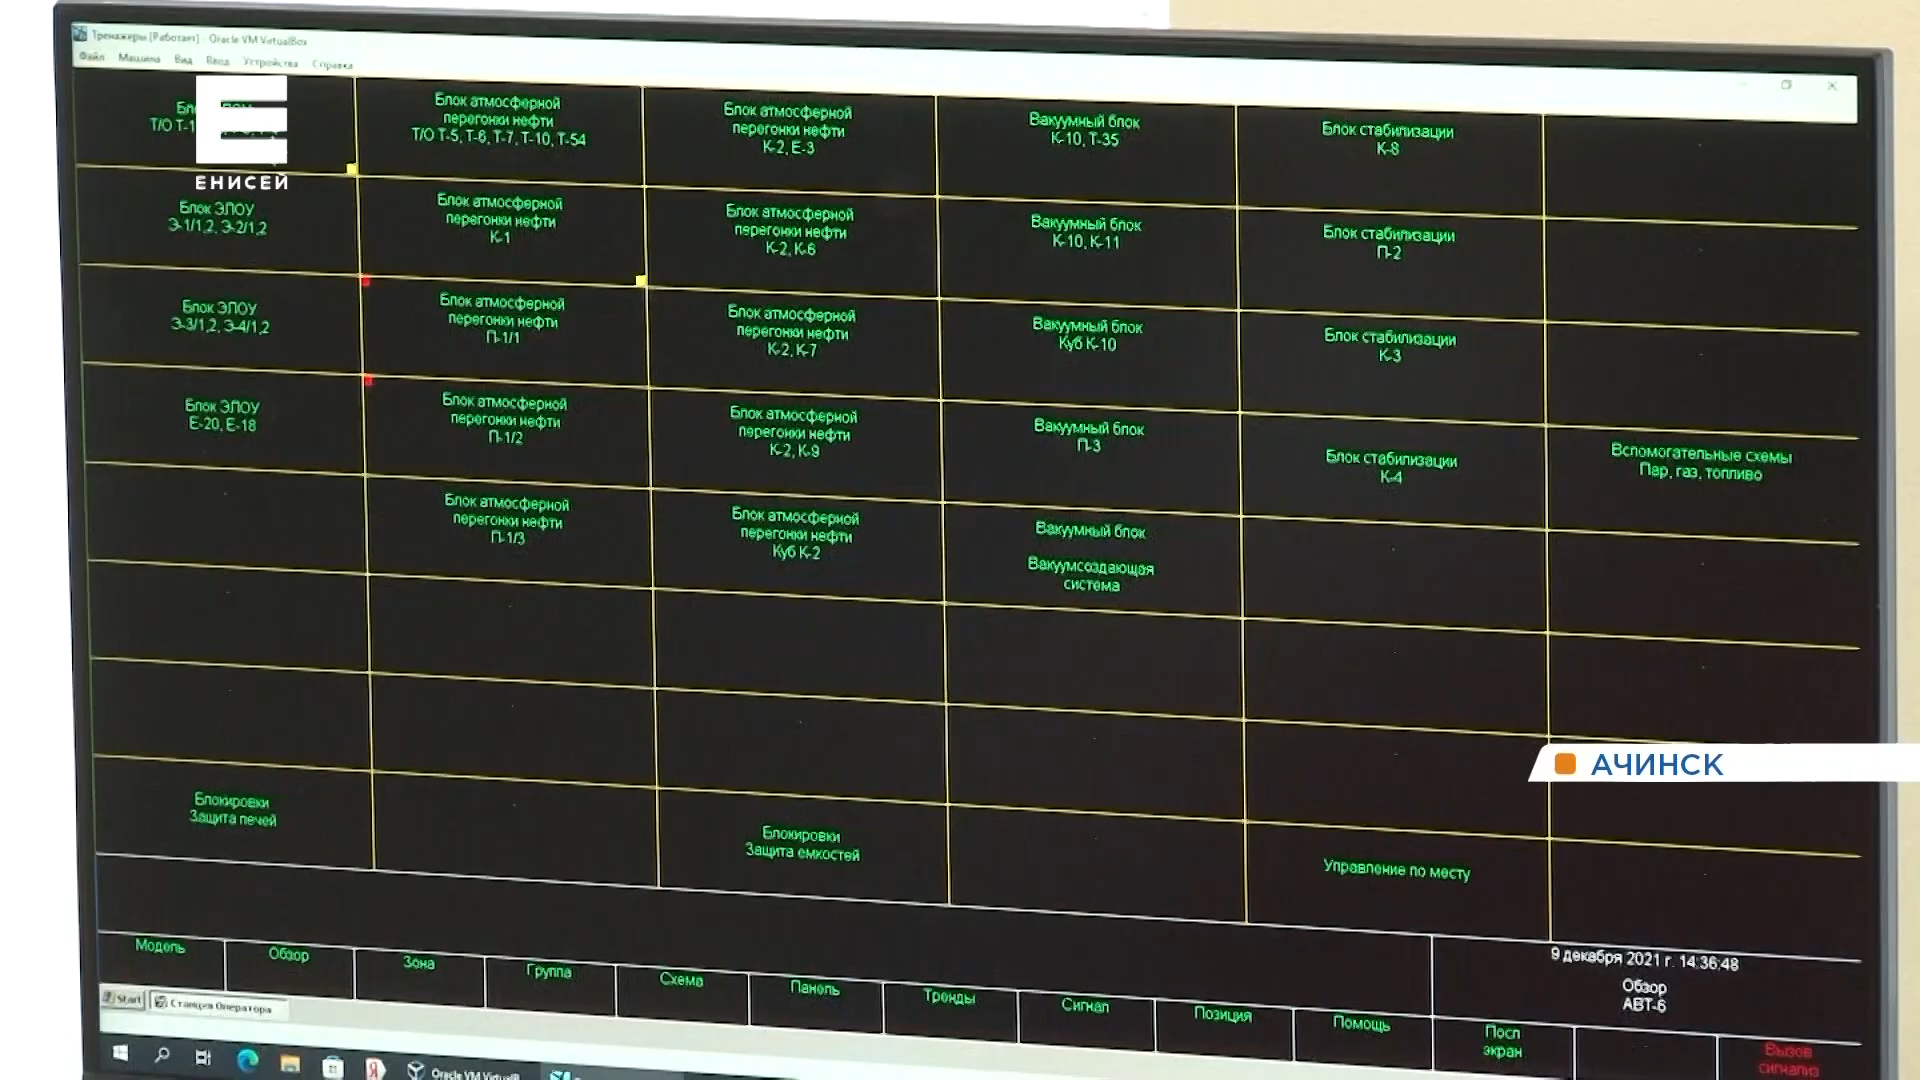 Тренажеры [Работает] - Oracle VM VirtualBox
Файл Машина Вид Ввод Устройства Справка
ЕНИСЕЙ
Т/О Т-1
Блок атмосферной
перегонки нефти
Т/О Т-5, Т-6, Т-7, Т-10, Т-54
Блок атмосферной
перегонки нефти
К-2, Е-3
Вакуумный блок
К-10, Т-35
Блок стабилизации
К-8
Блок ЭЛОУ
Э-1/1,2, Э-2/1,2
Блок атмосферной
перегонки нефти
К-1
Блок атмосферной
перегонки нефти
К-2, К-6
Вакуумный блок
К-10, К-11
Блок стабилизации
П-2
Блок ЭЛОУ
Э-3/1,2, Э-4/1,2
Блок атмосферной
перегонки нефти
П-1/1
Блок атмосферной
перегонки нефти
К-2, К-7
Вакуумный блок
Куб К-10
Блок стабилизации
К-3
Блок ЭЛОУ
Е-20, Е-18
Блок атмосферной
перегонки нефти
П-1/2
Блок атмосферной
перегонки нефти
К-2, К-9
Вакуумный блок
П-3
Блок стабилизации
К-4
Вспомогательные схемы
Пар, газ, топливо
Блок атмосферной
перегонки нефти
П-1/3
Блок атмосферной
перегонки нефти
Куб К-2
Вакуумный блок
Вакуумсоздающая
система
АЧИНСК
Блокировки
Защита печей
Блокировки
Защита емкостей
Управление по месту
Модель
Обзор
Зона
Группа
Схема
Панель
Тренды
Сигнал
Позиция
Помощь
9 декабря 2021 г. 14:36:48
Обзор
АВТ-6
Посл
экран
Вызов
сигнализ
Start
Станция Оператора
Oracle VM VirtualB